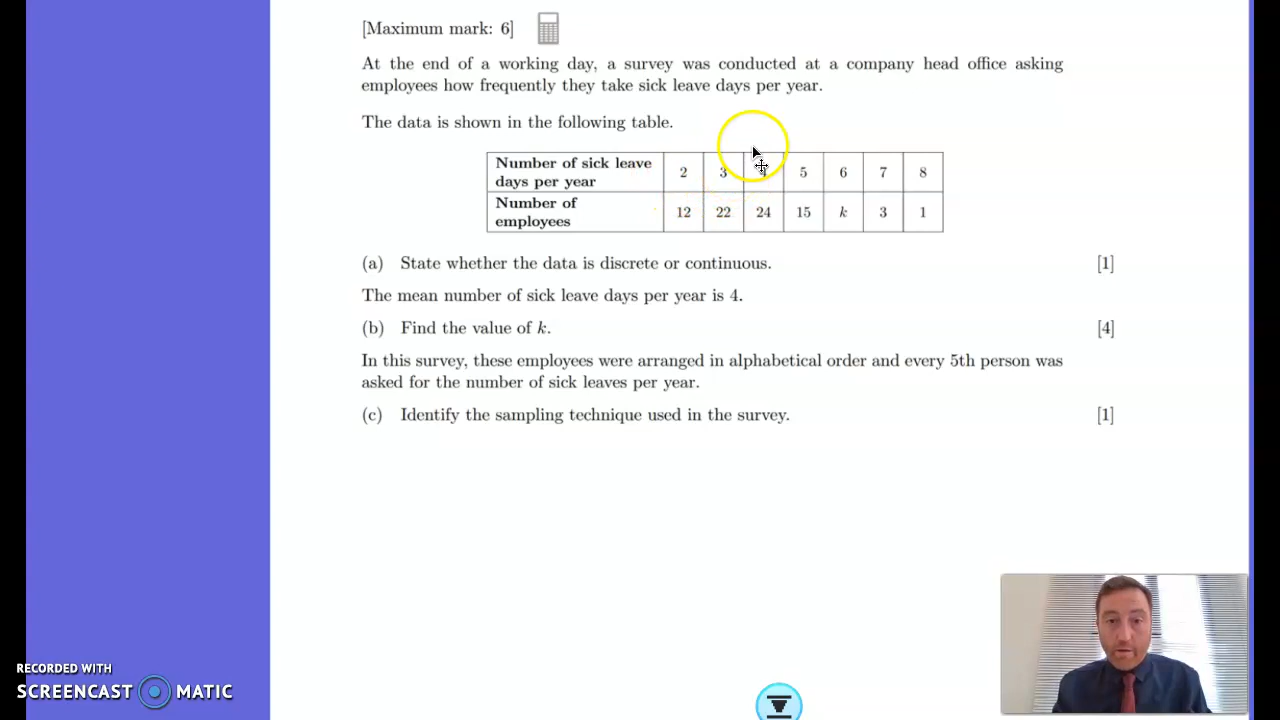 [Maximum mark: 6]
At the end of a working day, a survey was conducted at a company head office asking
employees how frequently they take sick leave days per year.
The data is shown in the following table.
Number of sick leave days per year 2 3 4 5 6 7 8
Number of employees 12 22 24 15 k 3 1
(a) State whether the data is discrete or continuous. [1]
The mean number of sick leave days per year is 4.
(b) Find the value of k. [4]
In this survey, these employees were arranged in alphabetical order and every 5th person was
asked for the number of sick leaves per year.
(c) Identify the sampling technique used in the survey. [1]
RECORDED WITH
SCREENCAST MATIC